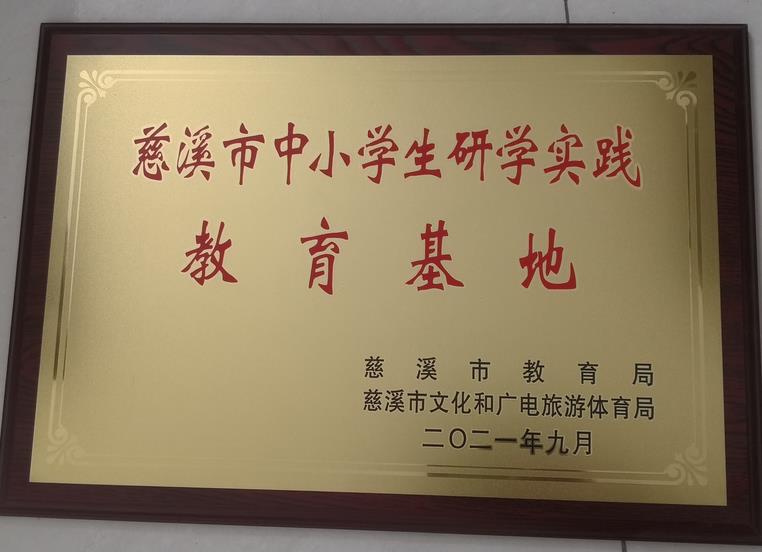 慈溪市中小学生研学实践
教育基地
慈溪市教育局
慈溪市文化和广电旅游体育局
二〇二一年九月